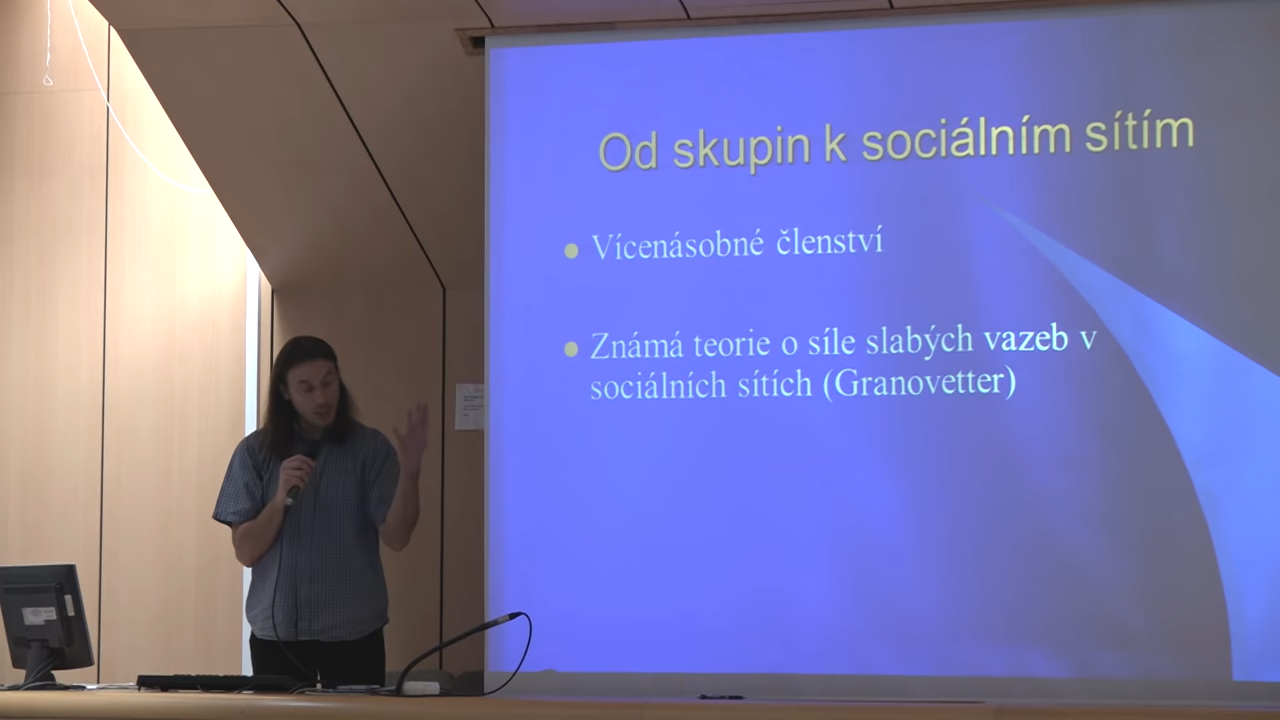 Od skupin k sociálním sítím
Vícenásobné členství
Známá teorie o síle slabých vazeb v
sociálních sítích (Granovetter)